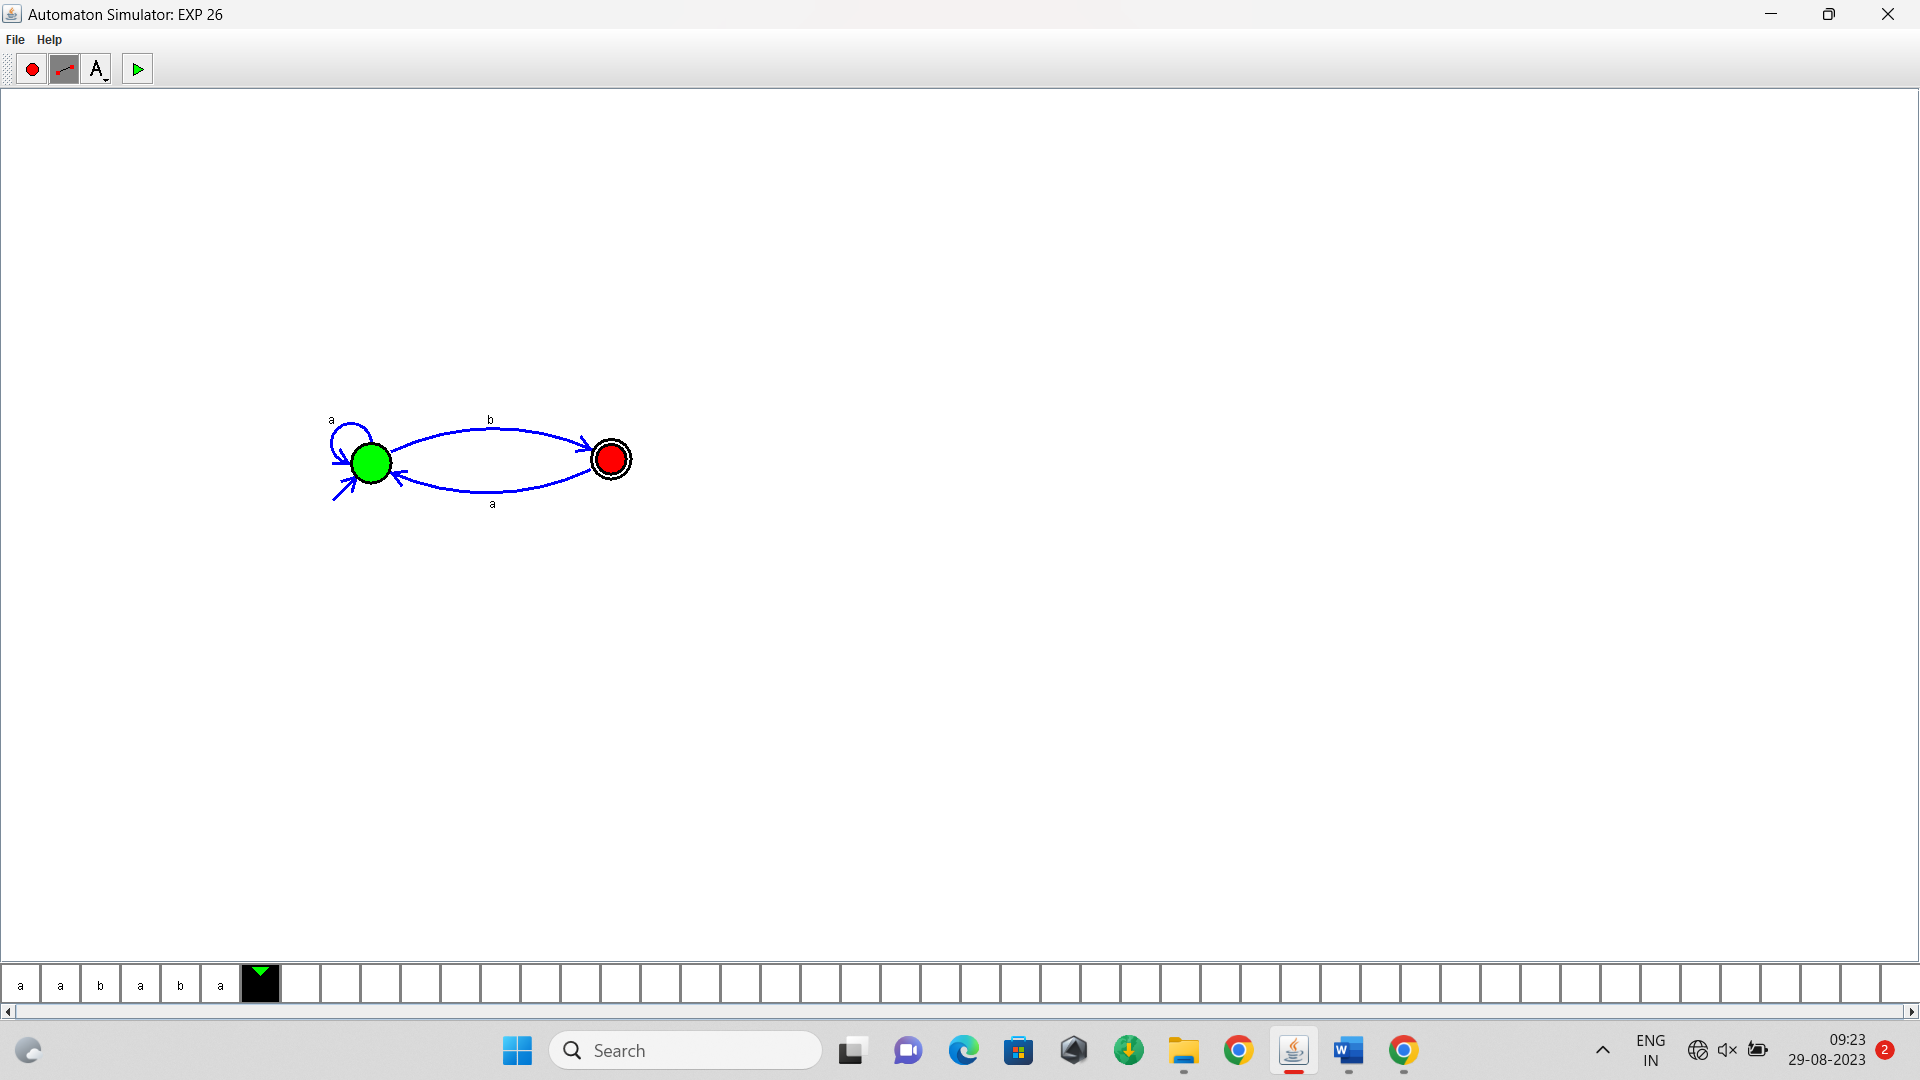 Automaton Simulator: EXP 26
File Help
A
a
b
a
a a b a b a
Search
ENG
IN
09:23
29-08-2023
2